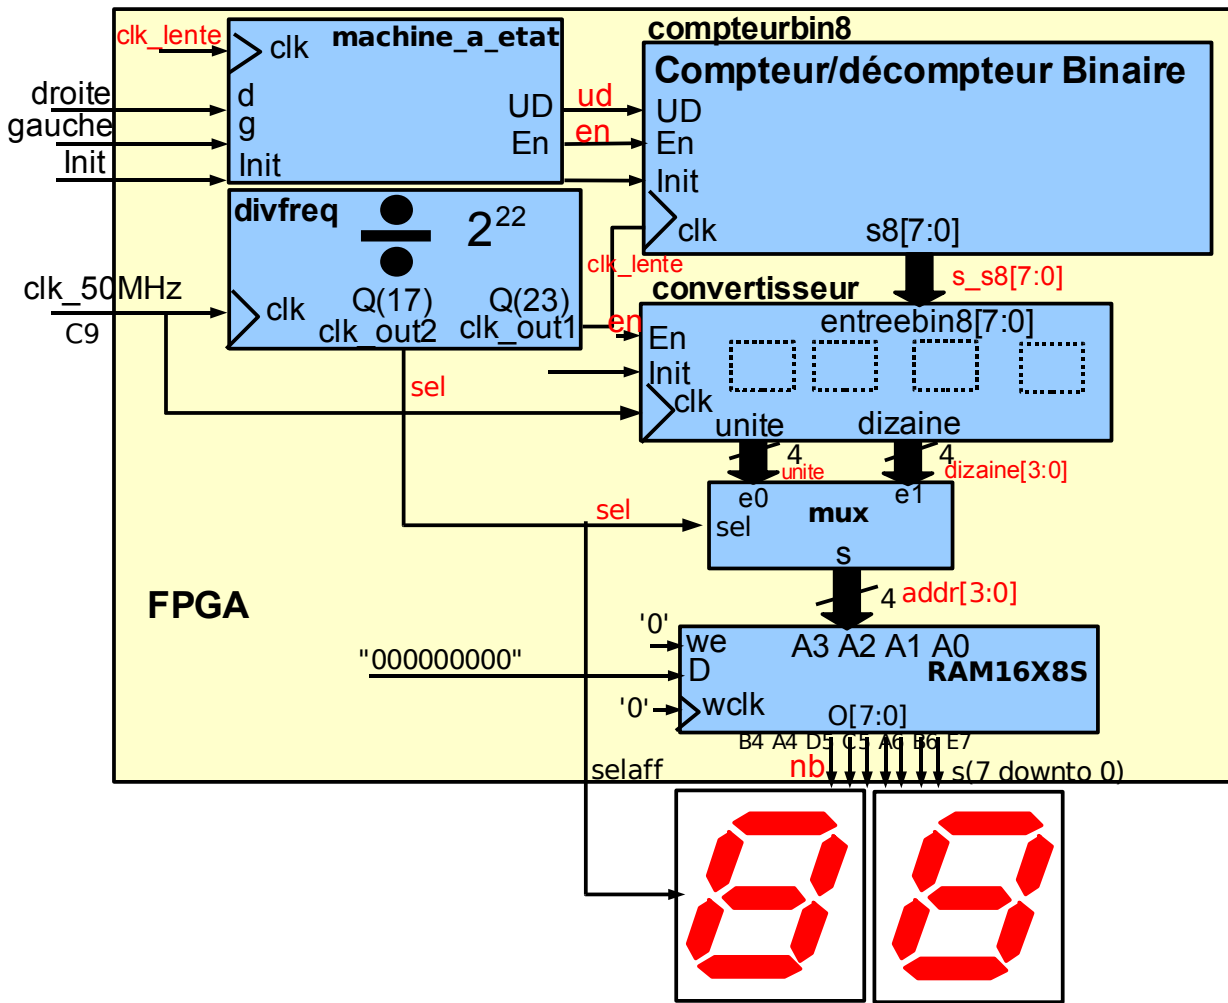 compteurbin8
clk_lente
clk
machine_a_etat
Compteur/décompteur Binaire
droite
gauche
Init
d
g
Init
UD
En
ud
en
UD
En
Init
clk
s8[7:0]
divfreq
÷
2^22
clk_lente
s_s8[7:0]
clk_50MHz
C9
clk
Q(17)
clk_out2
Q(23)
clk_out1
convertisseur
en
En
Init
clk
entreebin8[7:0]
sel
unite
dizaine
4
unite
4
dizaine[3:0]
e0
e1
mux
sel
sel
s
4
addr[3:0]
FPGA
'0'
we
A3 A2 A1 A0
"000000000"
D
RAM16X8S
'0'
wclk
O[7:0]
B4 A4 D5 C5 A6 B6 E7
selaff
nb
s(7 downto 0)
8
8